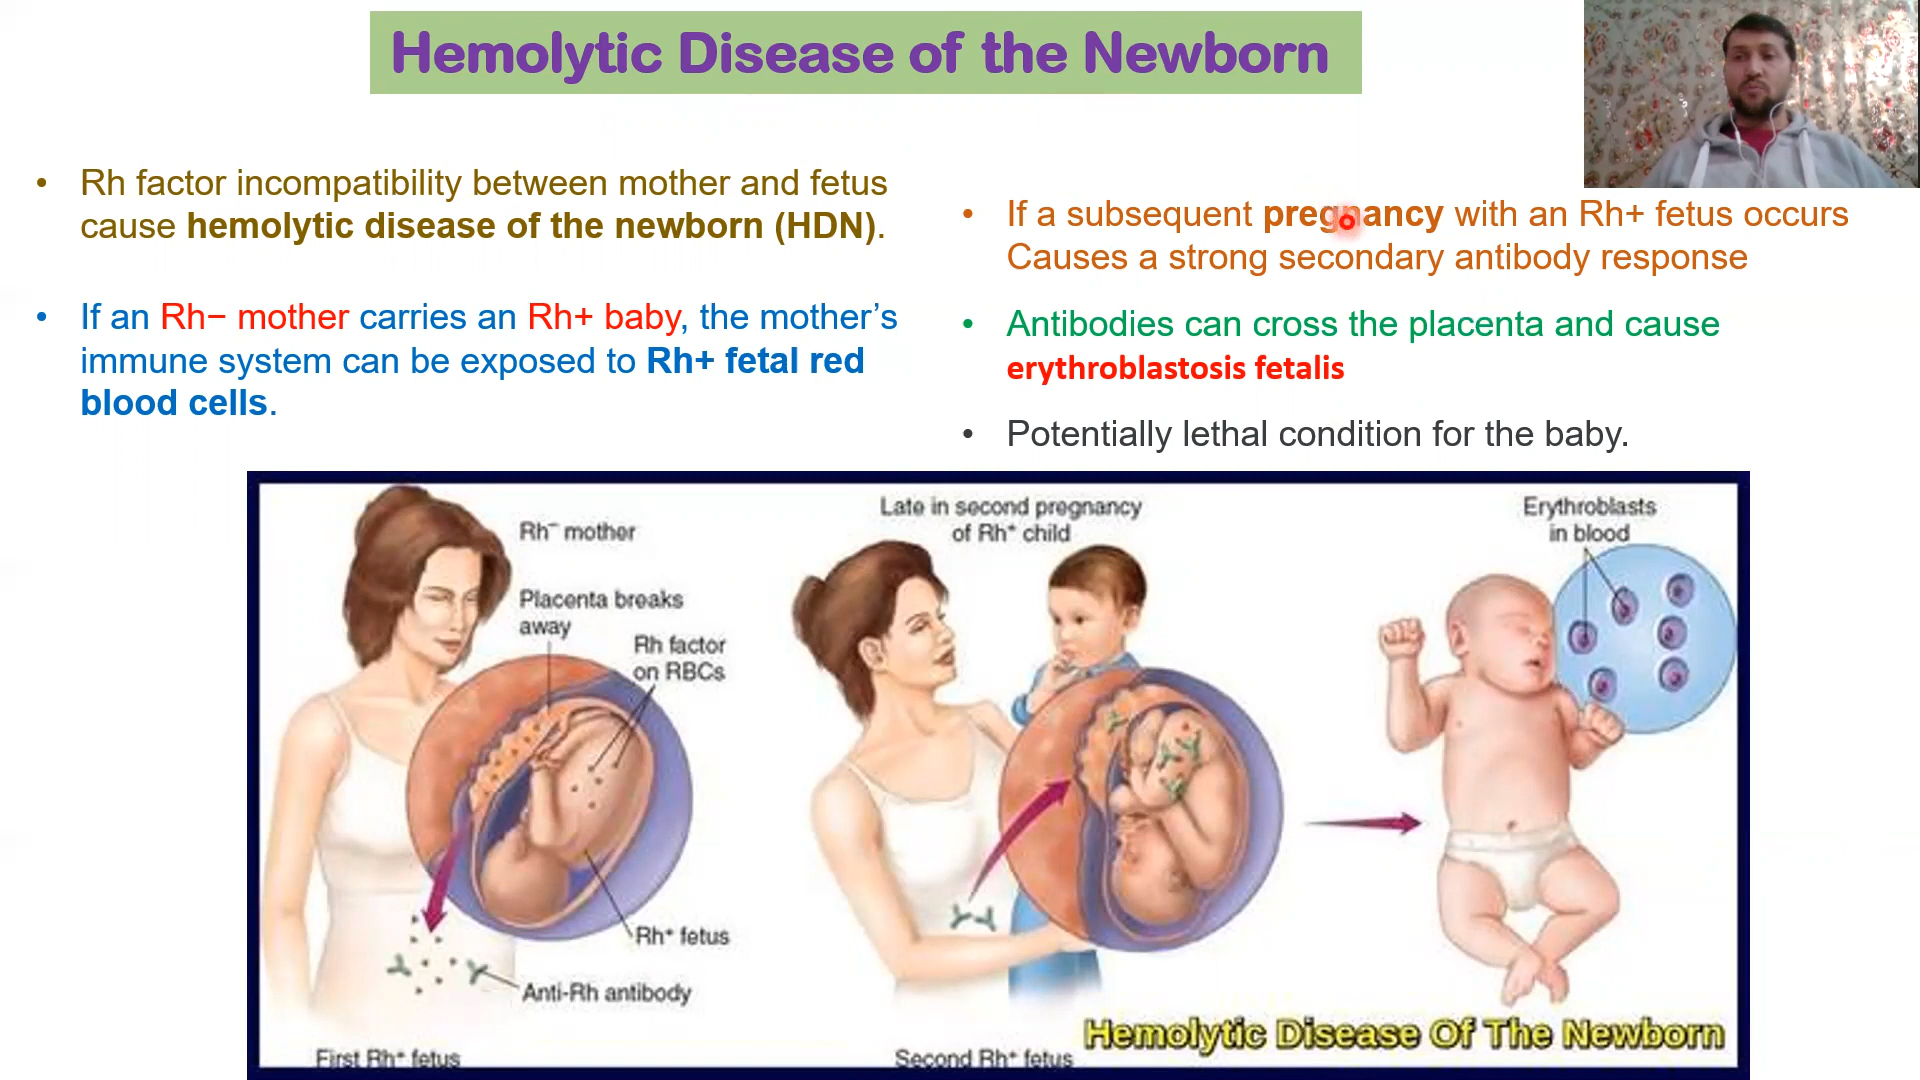 Hemolytic Disease of the Newborn
• Rh factor incompatibility between mother and fetus
cause hemolytic disease of the newborn (HDN).
• If an Rh− mother carries an Rh+ baby, the mother’s
immune system can be exposed to Rh+ fetal red
blood cells.
• If a subsequent pregnancy with an Rh+ fetus occurs
Causes a strong secondary antibody response
• Antibodies can cross the placenta and cause
erythroblastosis fetalis
• Potentially lethal condition for the baby.
Rh⁻ mother
Placenta breaks
away
Rh factor
on RBCs
Rh⁺ fetus
Anti-Rh antibody
First Rh⁺ fetus
Late in second pregnancy
of Rh⁺ child
Second Rh⁺ fetus
Erythroblasts
in blood
Hemolytic Disease Of The Newborn